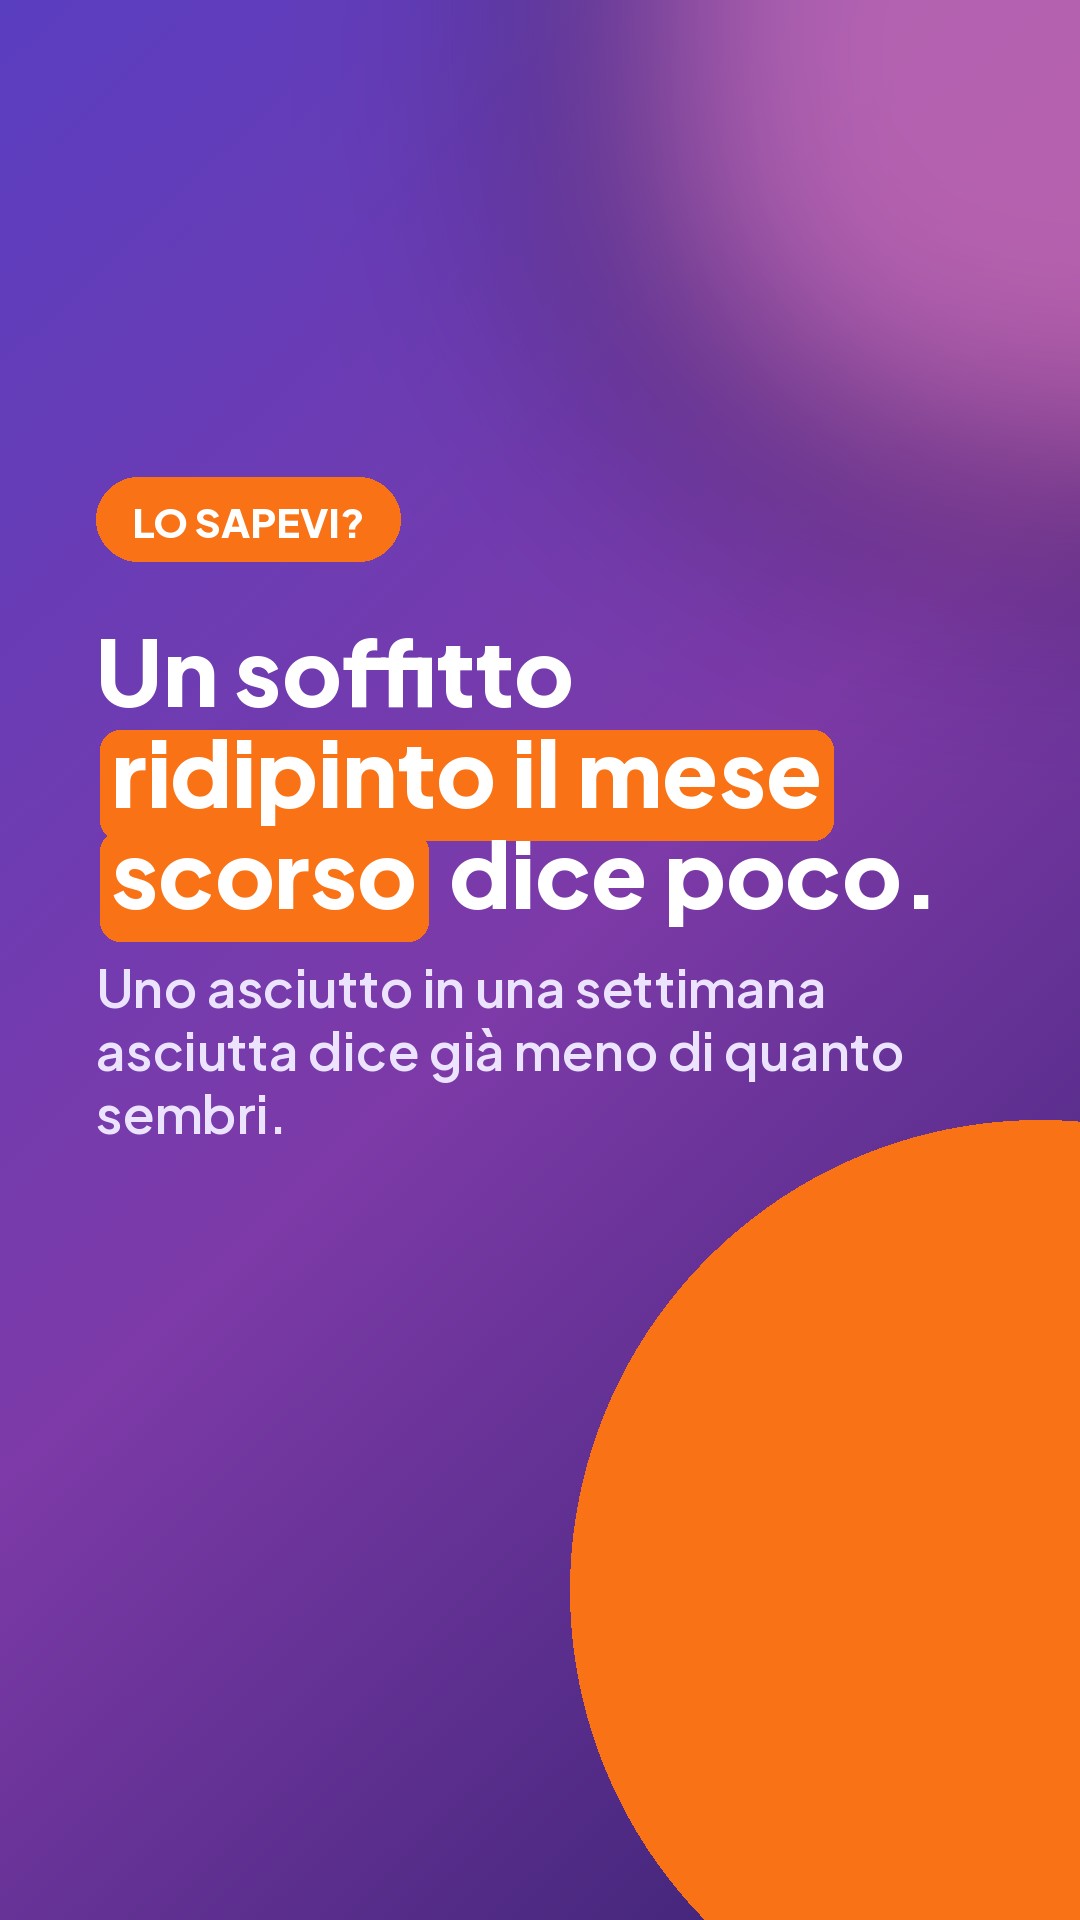 LO SAPEVI?
Un soffitto
ridipinto il mese
scorso dice poco.
Uno asciutto in una settimana
asciutta dice già meno di quanto
sembri.